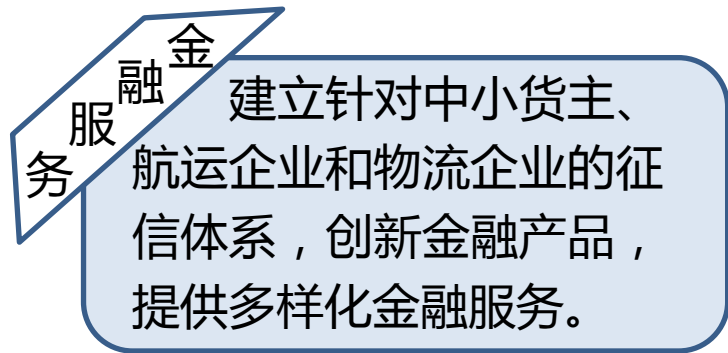 金融服务
建立针对中小货主、
航运企业和物流企业的征
信体系，创新金融产品，
提供多样化金融服务。